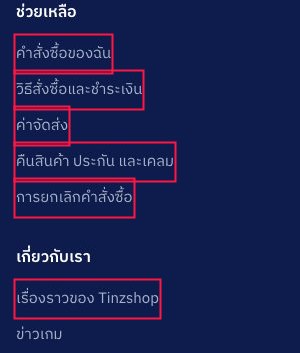 ช่วยเหลือ
คำสั่งซื้อของฉัน
วิธีสั่งซื้อและชำระเงิน
ค่าจัดส่ง
คืนสินค้า ประกัน และเคลม
การยกเลิกคำสั่งซื้อ
เกี่ยวกับเรา
เรื่องราวของ Tinzshop
ข่าวเกม